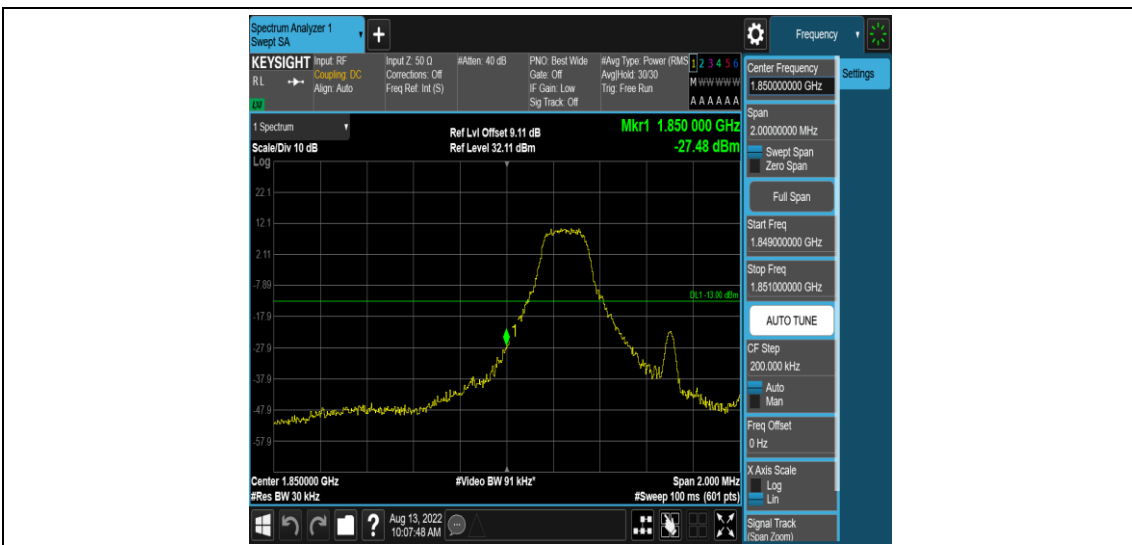 Spectrum Analyzer 1
Swept SA
Frequency
KEYSIGHT
RL
LV
Input: RF
Coupling: DC
Align: Auto
Input Z: 50 Ω
Corrections: Off
Freq Ref: Int (S)
#Atten: 40 dB
PNO: Best Wide
Gate: Off
IF Gain: Low
Sig Track: Off
#Avg Type: Power (RMS
Avg|Hold: 30/30
Trig: Free Run
1 2 3 4 5 6
M W W W W W
A A A A A A
1 Spectrum
Scale/Div 10 dB
Ref Lvl Offset 9.11 dB
Ref Level 32.11 dBm
Mkr1 1.850 000 GHz
-27.48 dBm
Log
22.1
12.1
2.11
-7.89
DL1 -13.00 dBm
-17.9
1
-27.9
-37.9
-47.9
-57.9
Center 1.850000 GHz
#Video BW 91 kHz*
Span 2.000 MHz
#Res BW 30 kHz
#Sweep 100 ms (601 pts)
Aug 13, 2022
10:07:48 AM
Center Frequency
1.850000000 GHz
Settings
Span
2.00000000 MHz
Swept Span
Zero Span
Full Span
Start Freq
1.849000000 GHz
Stop Freq
1.851000000 GHz
AUTO TUNE
CF Step
200.000 kHz
Auto
Man
Freq Offset
0 Hz
X Axis Scale
Log
Lin
Signal Track
(Span Zoom)